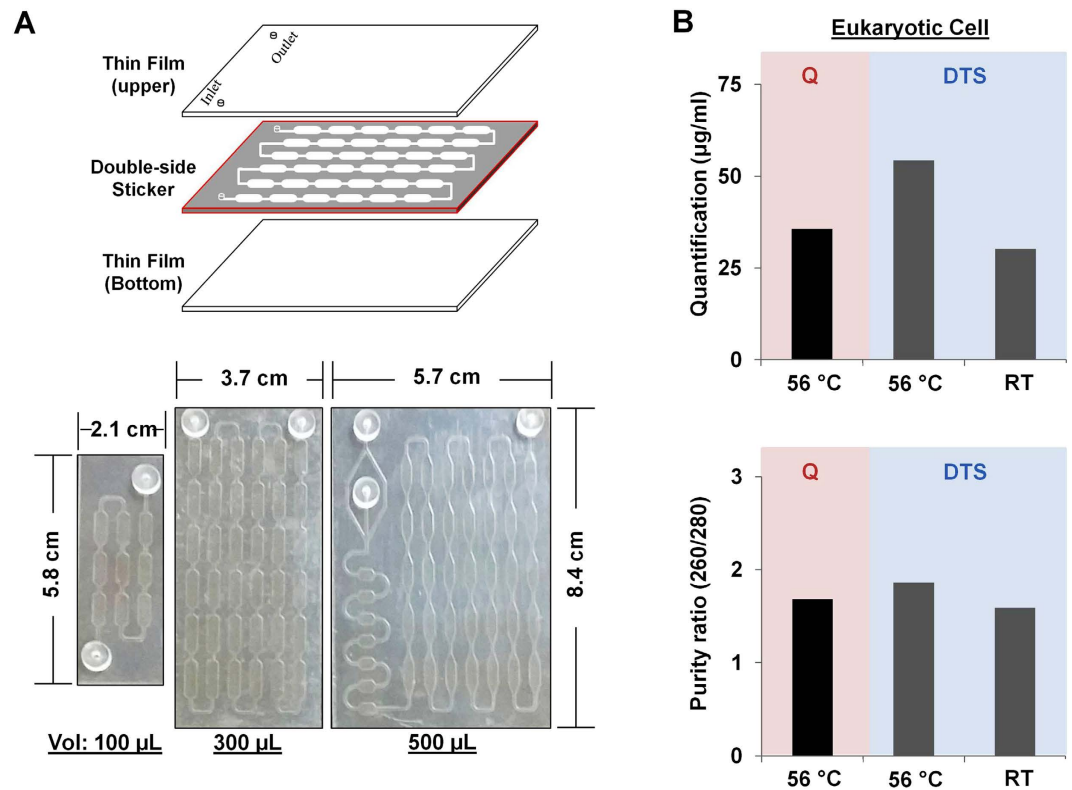 A
Thin Film
(upper)
Inlet
Outlet
Double-side
Sticker
Thin Film
(Bottom)
2.1 cm
3.7 cm
5.7 cm
5.8 cm
8.4 cm
Vol: 100 µL
300 µL
500 µL
B
Eukaryotic Cell
Q
DTS
Quantification (µg/ml)
75
50
25
0
56 °C
56 °C
RT
Q
DTS
Purity ratio (260/280)
3
2
1
0
56 °C
56 °C
RT